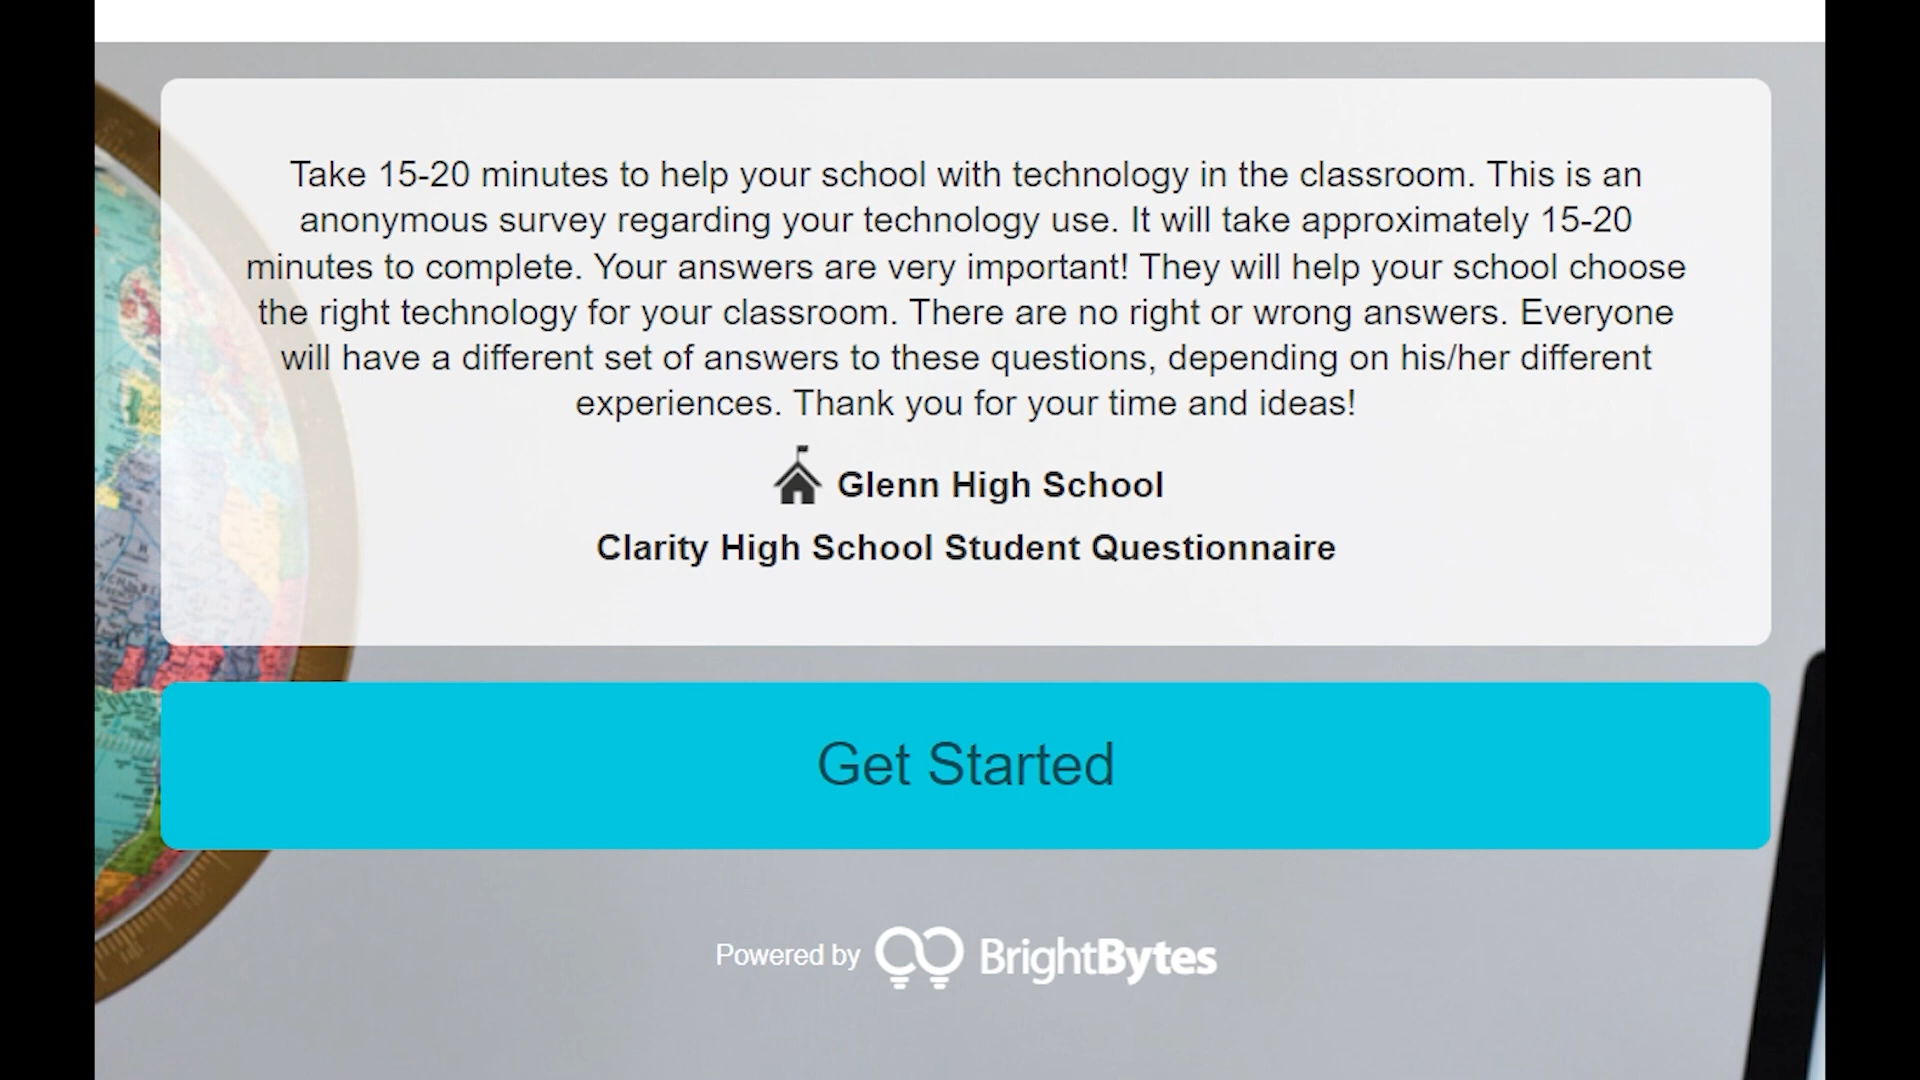 Take 15-20 minutes to help your school with technology in the classroom. This is an
anonymous survey regarding your technology use. It will take approximately 15-20
minutes to complete. Your answers are very important! They will help your school choose
the right technology for your classroom. There are no right or wrong answers. Everyone
will have a different set of answers to these questions, depending on his/her different
experiences. Thank you for your time and ideas!
Glenn High School
Clarity High School Student Questionnaire
Get Started
Powered by BrightBytes